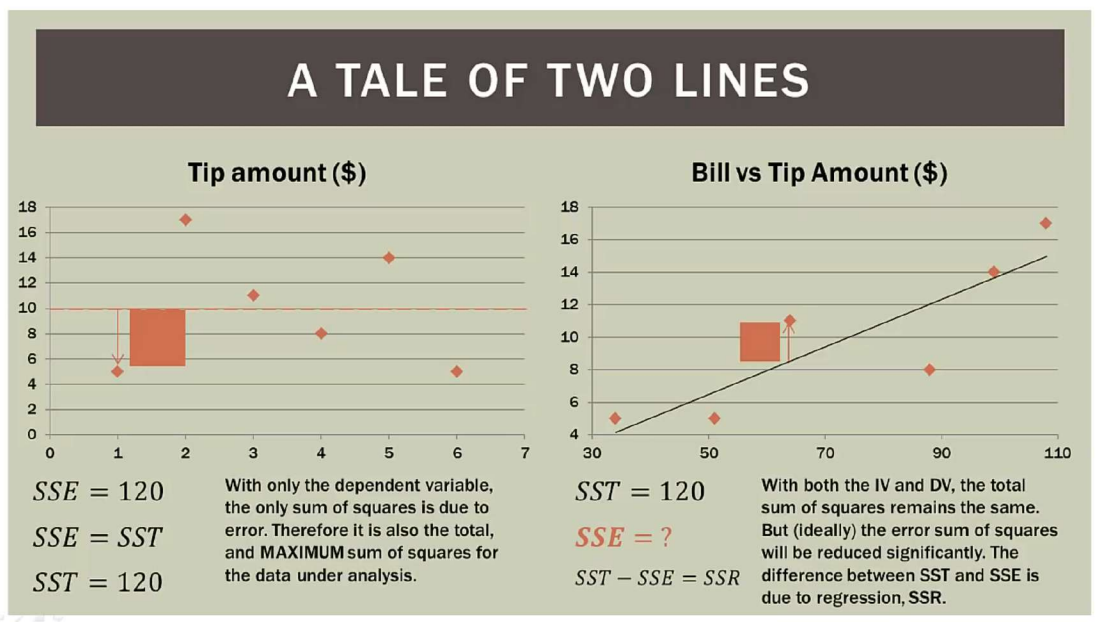 A TALE OF TWO LINES
Tip amount ($)
18
16
14
12
10
8
6
4
2
0
0 1 2 3 4 5 6 7
SSE = 120
SSE = SST
SST = 120
With only the dependent variable,
the only sum of squares is due to
error. Therefore it is also the total,
and MAXIMUM sum of squares for
the data under analysis.
Bill vs Tip Amount ($)
18
16
14
12
10
8
6
4
30 50 70 90 110
SST = 120
SSE = ?
SST − SSE = SSR
With both the IV and DV, the total
sum of squares remains the same.
But (ideally) the error sum of squares
will be reduced significantly. The
difference between SST and SSE is
due to regression, SSR.